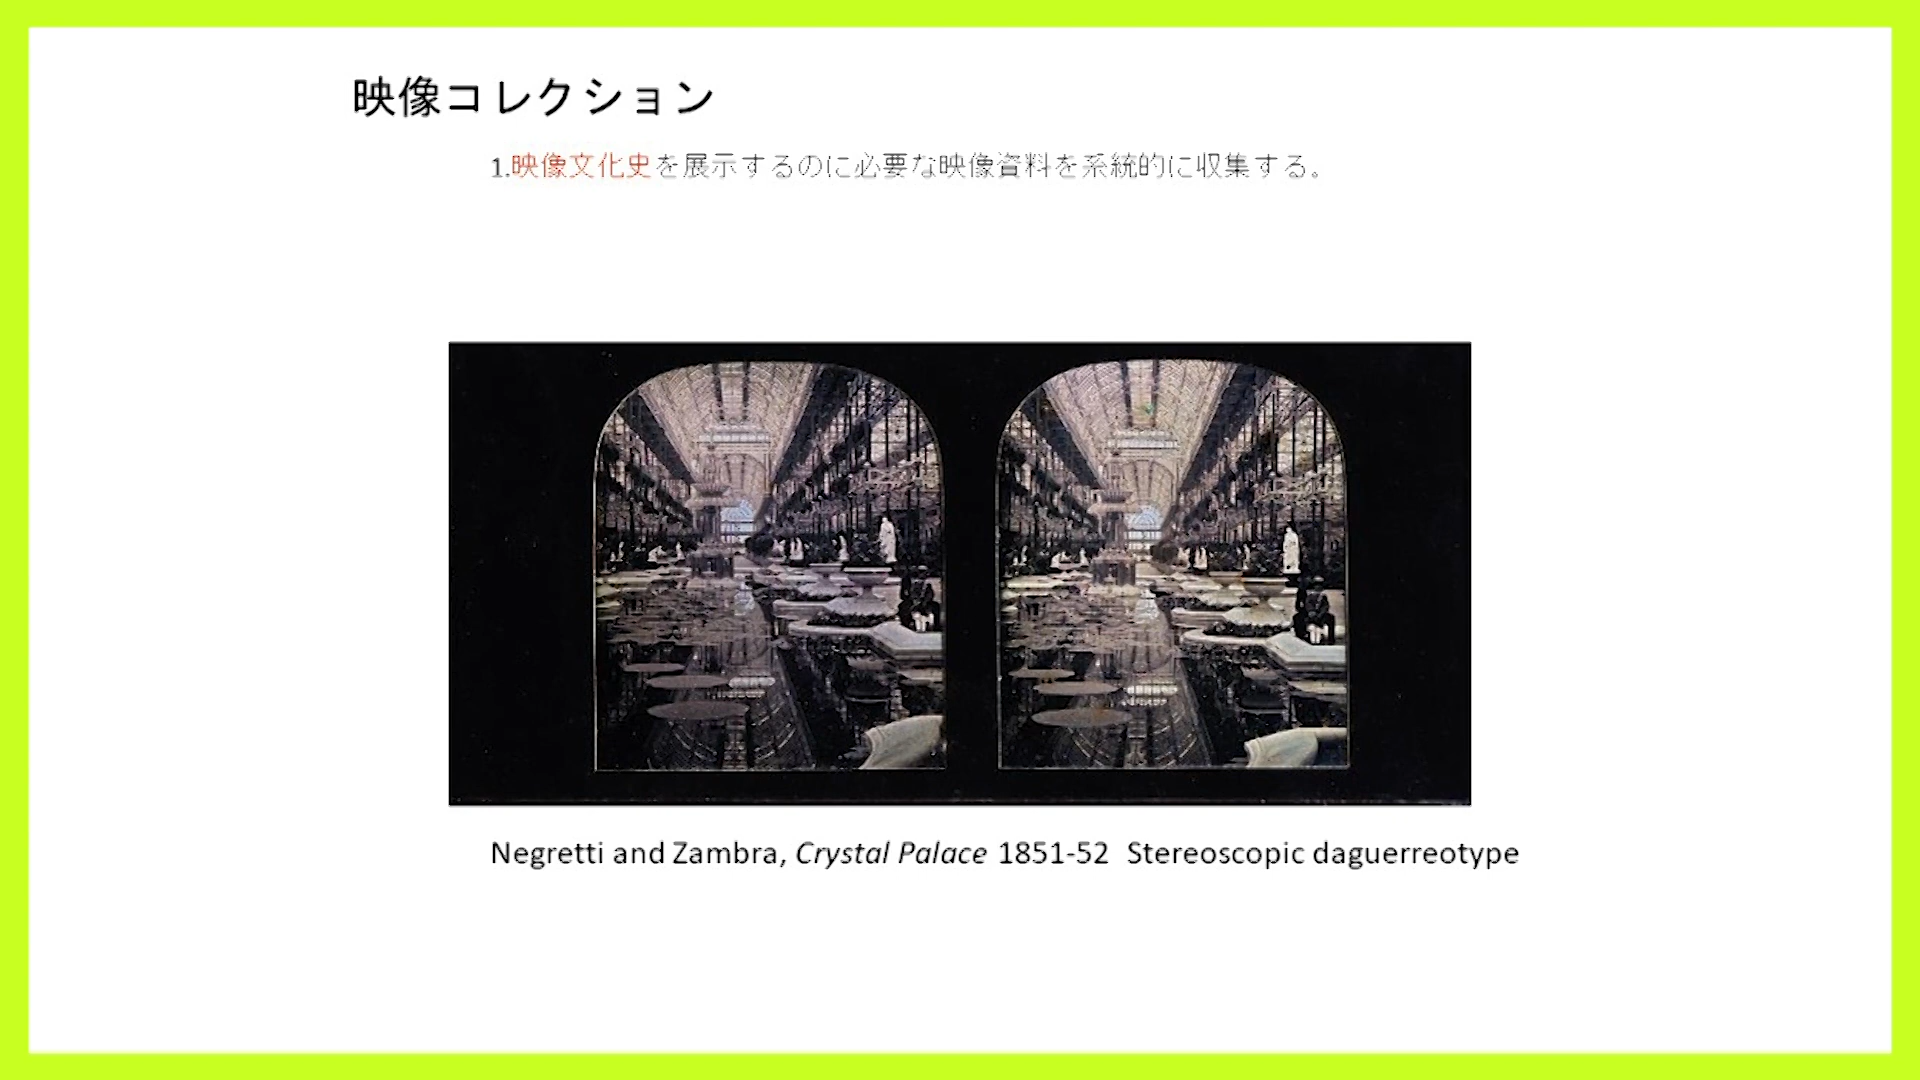 映像コレクション
1.映像文化史を展示するのに必要な映像資料を系統的に収集する。
Negretti and Zambra, Crystal Palace 1851-52 Stereoscopic daguerreotype